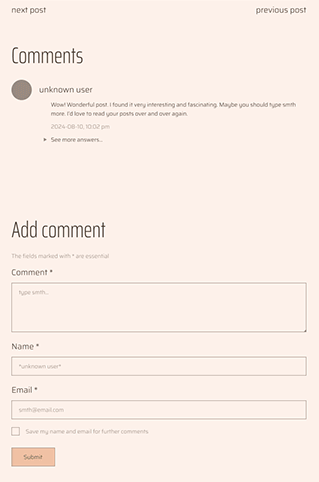 next post previous post
Comments
unknown user
Wow! Wonderful post. I found it very interesting and fascinating. Maybe you should type smth
more. I'd love to read your posts over and over again.
2024-08-10, 10:02 pm
See more answers...
Add comment
The fields marked with * are essential
Comment *
type smth...
Name *
*unknown user*
Email *
smth@email.com
Save my name and email for further comments
Submit